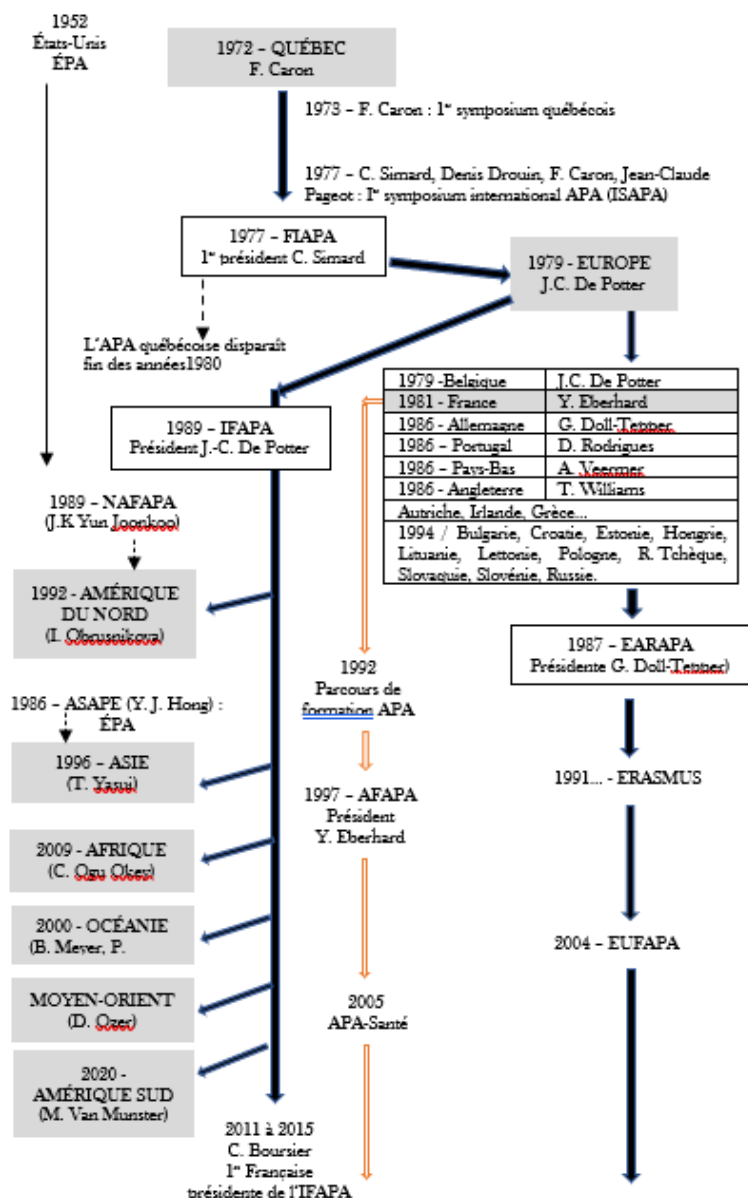 1952
États-Unis
ÉPA
1972 – QUÉBEC
F. Caron
1973 – F. Caron : 1er symposium québécois
1977 – C. Simard, Denis Drouin, F. Caron, Jean-Claude
Pageot : Ier symposium international APA (ISAPA)
1977 – FIAPA
1er président C. Simard
1979 - EUROPE
J.C. De Potter
L'APA québécoise disparaît
fin des années1980
1979 -Belgique J.C. De Potter
1981 - France Y. Eberhard
1986 - Allemagne G. Doll-Tepper
1986 – Portugal D. Rodrigues
1986 – Pays-Bas A. Veermer
1986 - Angleterre T. Williams
Autriche, Irlande, Grèce...
1994 / Bulgarie, Croatie, Estonie, Hongrie,
Lituanie, Lettonie, Pologne, R. Tchèque,
Slovaquie, Slovénie, Russie.
1989 – IFAPA
Président J.-C. De Potter
1989 – NAFAPA
(J.K Yun Joonkoo)
1992 - AMÉRIQUE
DU NORD
(I. Obrusnikova)
1987 – EARAPA
Présidente G. Doll-Tepper)
1992
Parcours de
formation APA
1986 – ASAPE (Y. J. Hong) :
ÉPA
1996 – ASIE
(T. Yasui)
1991... - ERASMUS
1997 – AFAPA
Président
Y. Eberhard
2009 - AFRIQUE
(C. Ogu Okey)
2000 - OCÉANIE
(B. Meyer, P.
2004 – EUFAPA
MOYEN-ORIENT
(D. Ozer)
2005
APA-Santé
2020 -
AMÉRIQUE SUD
(M. Van Munster)
2011 à 2015
C. Boursier
1re Française
présidente de l'IFAPA